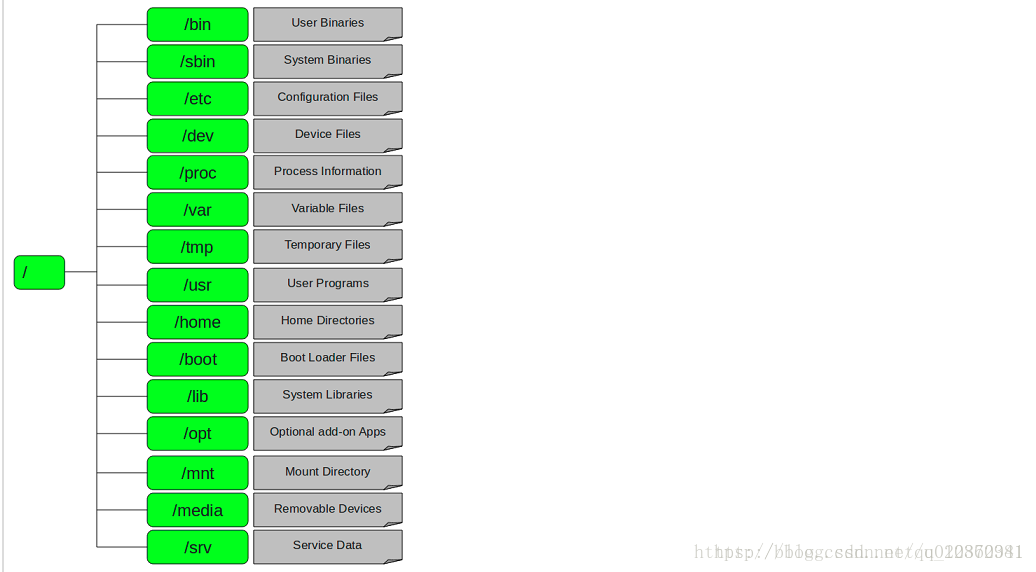 /
/bin User Binaries
/sbin System Binaries
/etc Configuration Files
/dev Device Files
/proc Process Information
/var Variable Files
/tmp Temporary Files
/usr User Programs
/home Home Directories
/boot Boot Loader Files
/lib System Libraries
/opt Optional add-on Apps
/mnt Mount Directory
/media Removable Devices
/srv Service Data